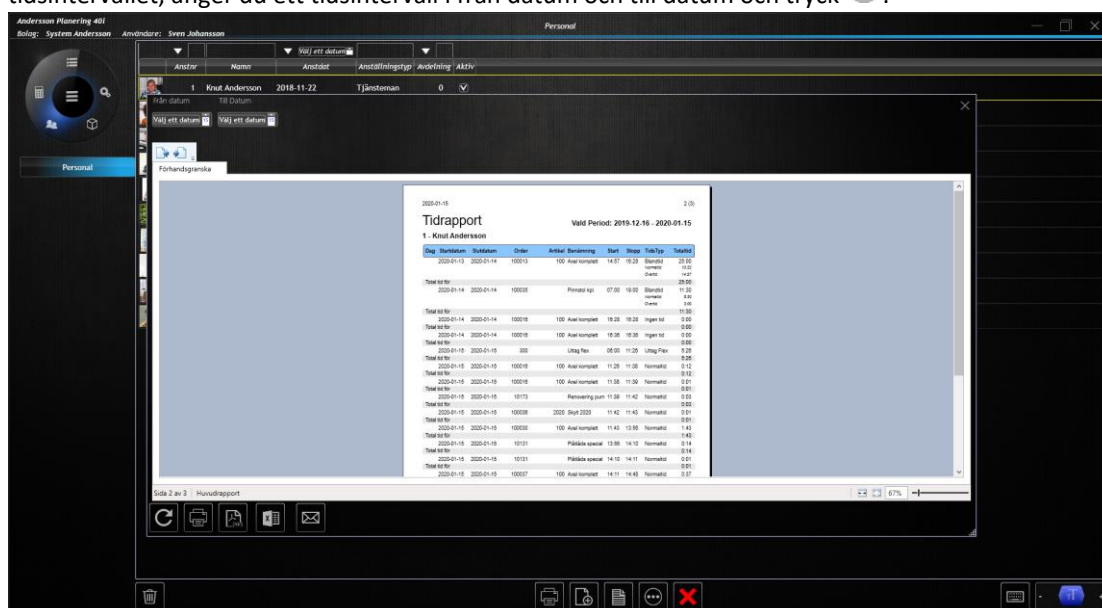 tidsintervallet, anger du ett tidsintervall i från datum och till datum och tryck .
Andersson Planering 40i
Bolag: System Andersson Användare: Sven Johansson
Personal
Välj ett datum
Anstnr Namn Anstdat Anställningstyp Avdelning Aktiv
1 Knut Andersson 2018-11-22 Tjänsteman 0
Från datum Till Datum
Välj ett datum Välj ett datum
Personal
Förhandsgranska
2020-01-15 2 (3)
Tidrapport Vald Period: 2019-12-16 - 2020-01-15
1 - Knut Andersson
Dag Startdatum Slutdatum Order Artikel Benämning Start Stopp TidsTyp Totaltid
2020-01-13 2020-01-14 100013 100 Axel komplett 14:57 16:28 Blandtid
Normaltid
Övertid
Total tid för
2020-01-14 2020-01-14 100035 07:00 19:00 Blandtid 11:30
Normaltid
Övertid
Total tid för 11:30
2020-01-14 2020-01-14 100016 100 Axel komplett 16:28 16:28 Ingen tid 0:00
Total tid för 0:00
2020-01-14 2020-01-14 100016 100 Axel komplett 16:36 16:36 Ingen tid 0:00
Total tid för 0:00
2020-01-15 2020-01-15 300 Uttag flex 06:00 11:26 Uttag Flex
Total tid för
2020-01-15 2020-01-15 100016 100 Axel komplett 11:26 11:38 Normaltid 0:12
Total tid för 0:12
2020-01-15 2020-01-15 100016 100 Axel komplett 11:38 11:39 Normaltid 0:01
Total tid för 0:01
2020-01-15 2020-01-15 10173 Renovering pum 11:39 11:42 Normaltid 0:03
Total tid för 0:03
2020-01-15 2020-01-15 2020 Skylt 2020 11:42 11:43 Normaltid 0:01
Total tid för 0:01
2020-01-15 2020-01-15 100 Axel komplett 11:43 Normaltid 1:43
Total tid för 1:43
2020-01-15 2020-01-15 10131 Plåtlåda special 14:10 Normaltid 0:14
Total tid för 0:14
2020-01-15 2020-01-15 10131 Plåtlåda special 14:10 14:11 Normaltid 0:01
Total tid för 0:01
2020-01-15 2020-01-15 100037 100 Axel komplett 14:11 14:48 Normaltid 0:37
Sida 2 av 3 Huvudrapport
67%